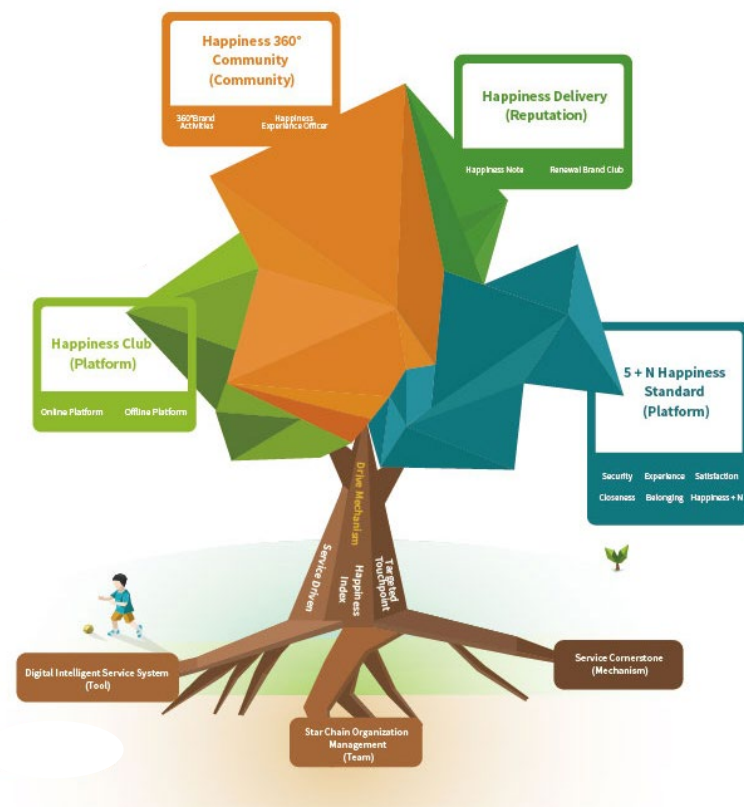 Happiness 360°
Community
(Community)
360°Brand
Activities
Happiness
Experience Officer
Happiness Delivery
(Reputation)
Happiness Note
Renewal Brand Club
Happiness Club
(Platform)
Online Platform
Offline Platform
5 + N Happiness
Standard
(Platform)
Security
Experience
Satisfaction
Closeness
Belonging
Happiness + N
Drive Mechanism
Service Driven
Happiness
Index
Targeted
Touchpoint
Digital Intelligent Service System
(Tool)
Service Cornerstone
(Mechanism)
Star Chain Organization
Management
(Team)